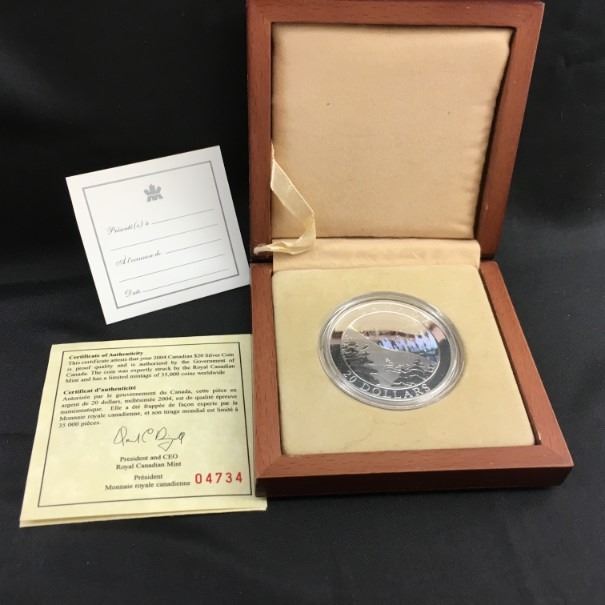 Présenté(e) à
À l'occasion de
Date
Certificate of Authenticity
This certificate attests that your 2004 Canadian $20 Silver Coin
is proof quality and is authorized by the Government of
Canada. The coin was expertly struck by the Royal Canadian
Mint and has a limited mintage of 35,000 coins worldwide
Certificat d'authenticité
Autorisée par le gouvernement du Canada, cette pièce en
argent de 20 dollars, millésimée 2004, est de qualité épreuve
numismatique. Elle a été frappée de façon experte par la
Monnaie royale canadienne, et son tirage mondial est limité à
35 000 pièces.
President and CEO
Royal Canadian Mint
Président
Monnaie royale canadienne 04734
20 DOLLARS